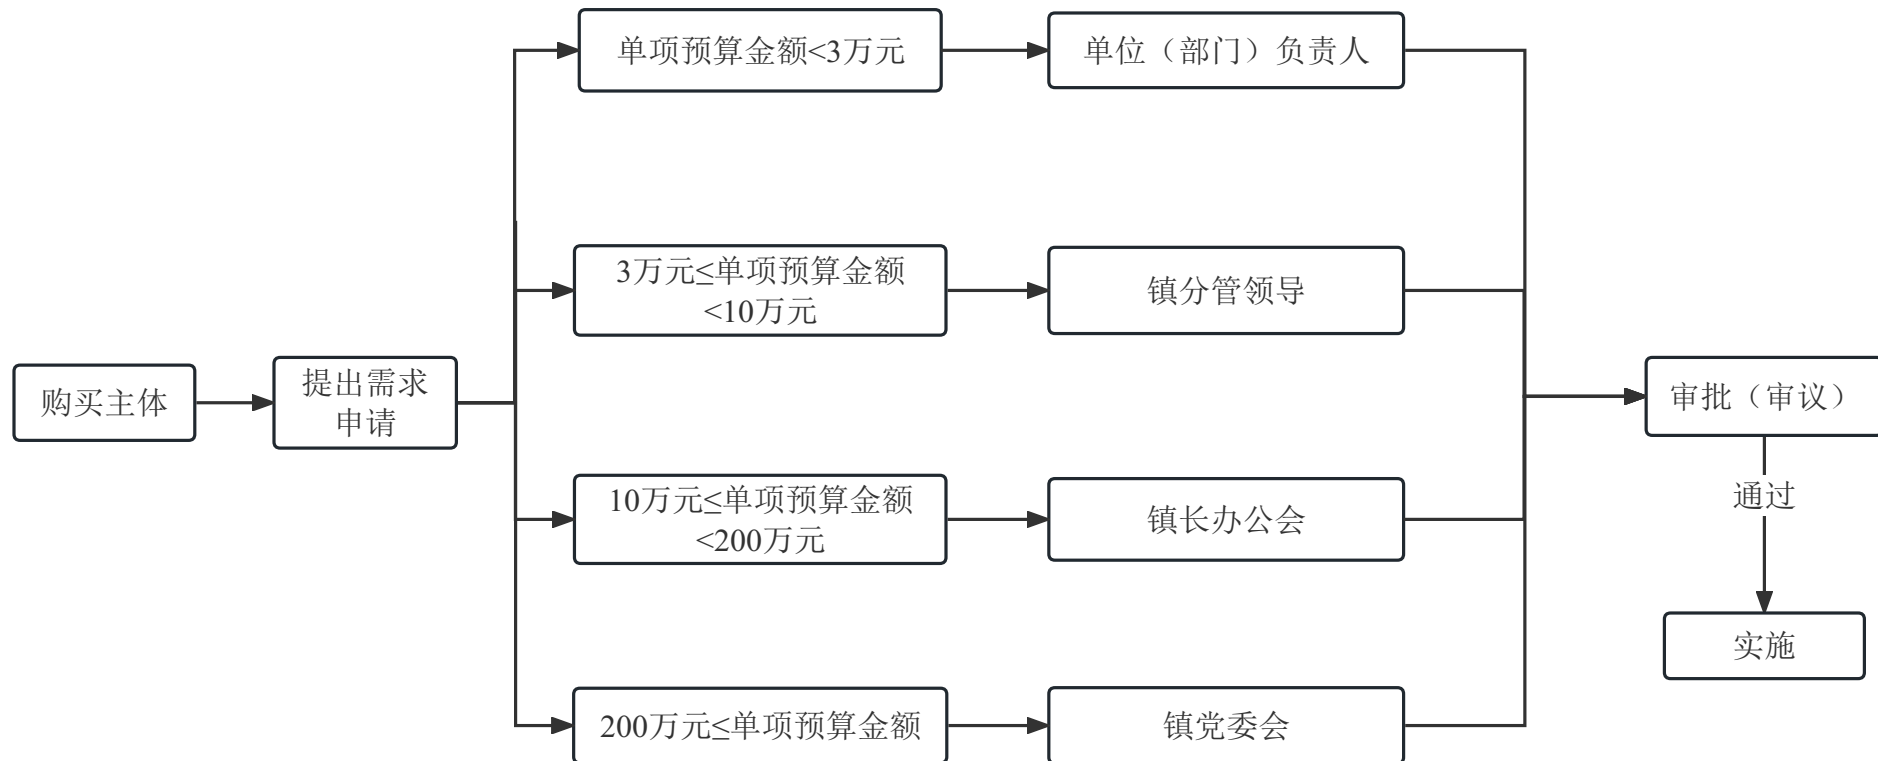 单项预算金额<3万元
单位（部门）负责人
3万元≤单项预算金额
<10万元
镇分管领导
购买主体
提出需求
申请
审批（审议）
10万元≤单项预算金额
<200万元
镇长办公会
通过
实施
200万元≤单项预算金额
镇党委会